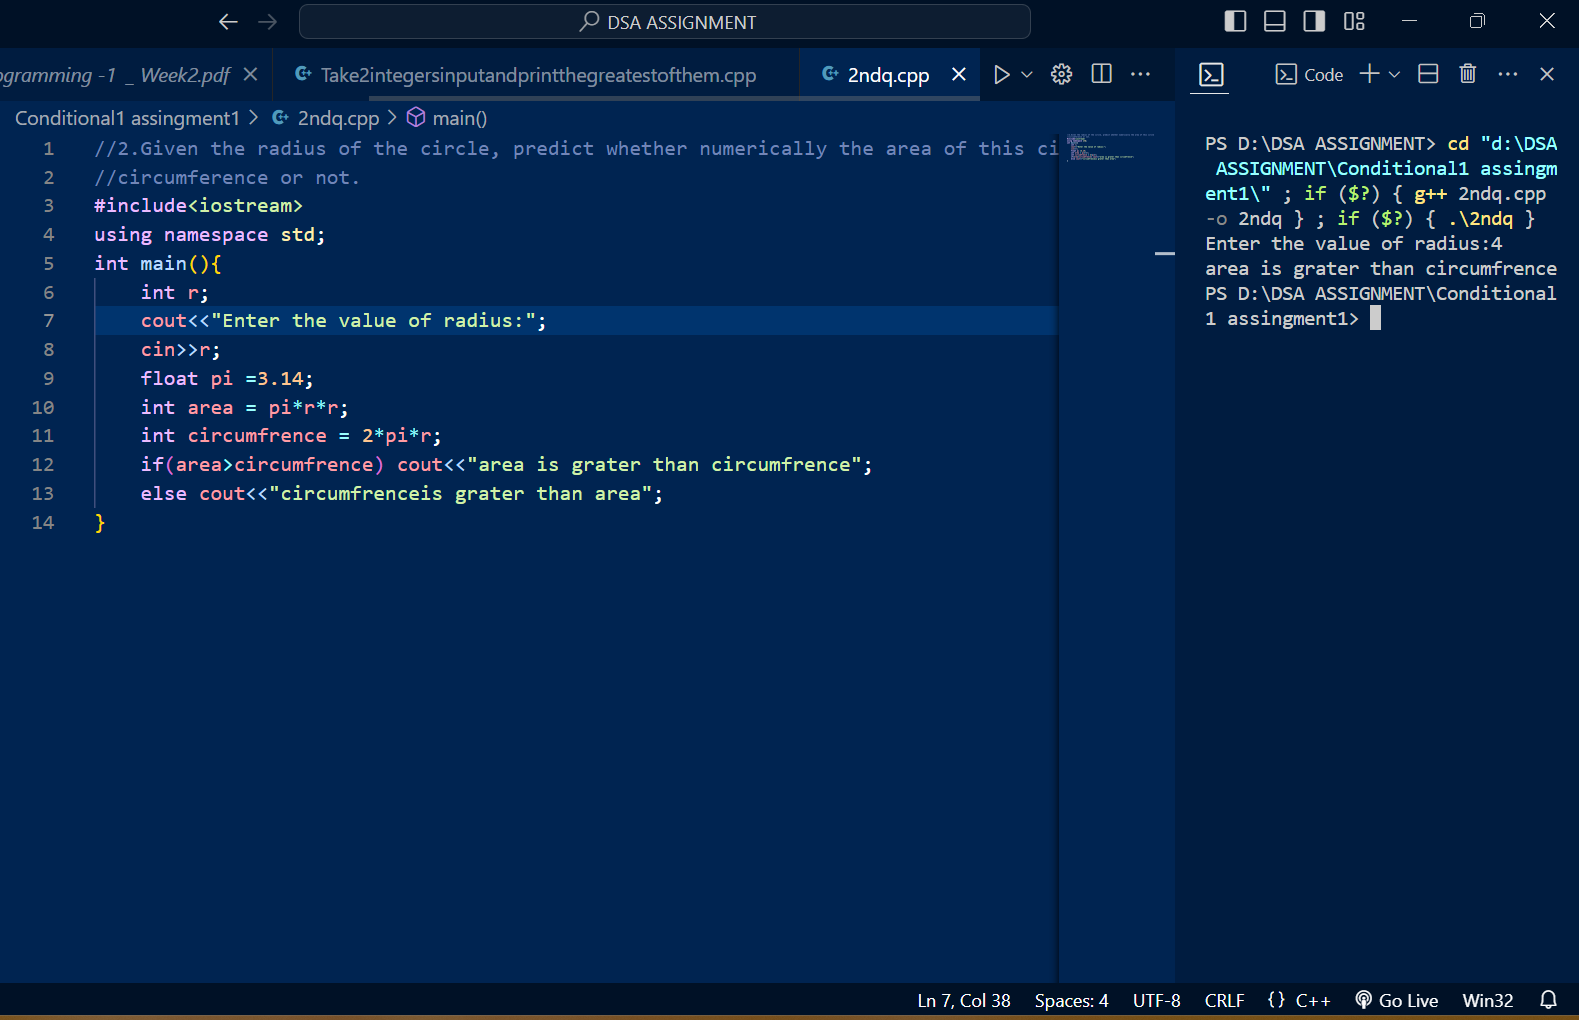 DSA ASSIGNMENT
ogramming -1 _ Week2.pdf
Take2integersinputandprintthegreatestofthem.cpp
2ndq.cpp
Code
Conditional1 assingment1 > 2ndq.cpp > main()
1 //2.Given the radius of the circle, predict whether numerically the area of this ci
2 //circumference or not.
3 #include<iostream>
4 using namespace std;
5 int main(){
6 int r;
7 cout<<"Enter the value of radius:";
8 cin>>r;
9 float pi =3.14;
10 int area = pi*r*r;
11 int circumfrence = 2*pi*r;
12 if(area>circumfrence) cout<<"area is grater than circumfrence";
13 else cout<<"circumfrenceis grater than area";
14 }
PS D:\DSA ASSIGNMENT> cd "d:\DSA
ASSIGNMENT\Conditional1 assingm
ent1\" ; if ($?) { g++ 2ndq.cpp
-o 2ndq } ; if ($?) { .\2ndq }
Enter the value of radius:4
area is grater than circumfrence
PS D:\DSA ASSIGNMENT\Conditional
1 assingment1>
Ln 7, Col 38 Spaces: 4 UTF-8 CRLF {} C++ Go Live Win32